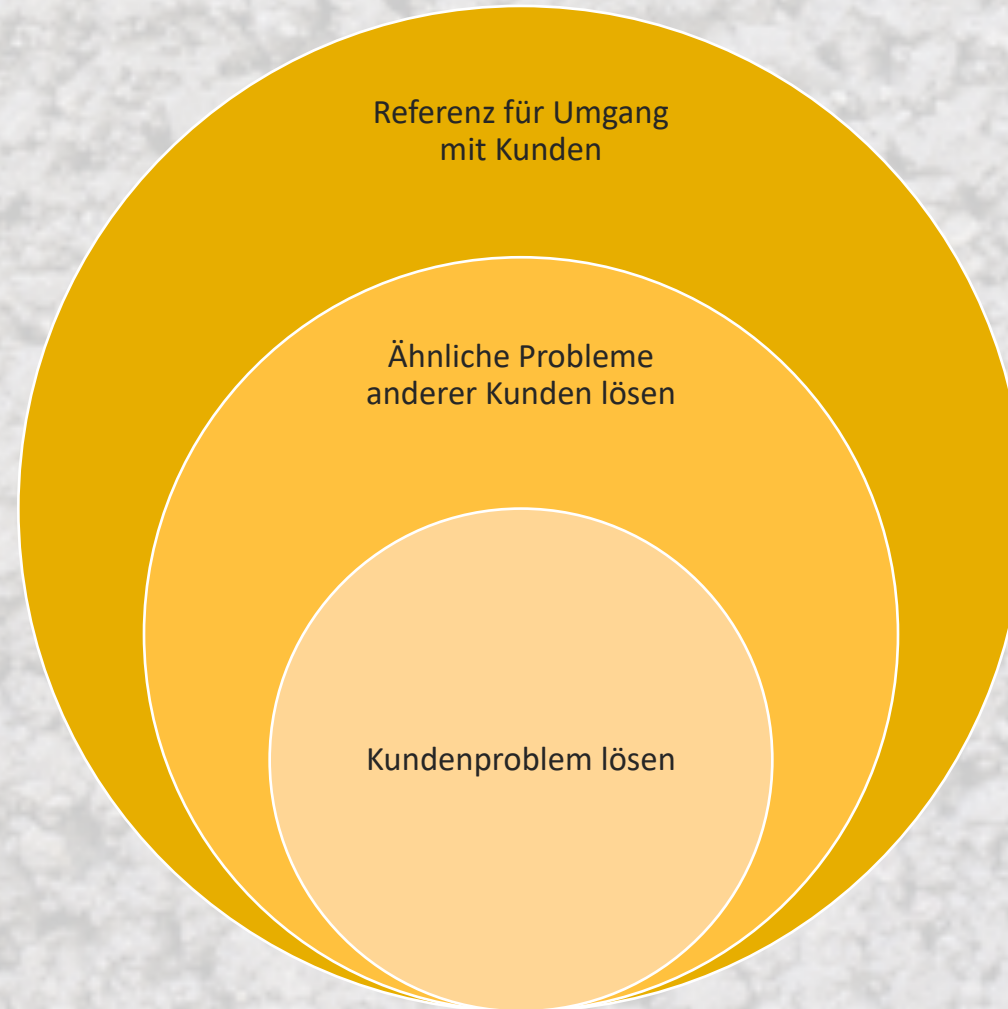 Referenz für Umgang
mit Kunden
Ähnliche Probleme
anderer Kunden lösen
Kundenproblem lösen